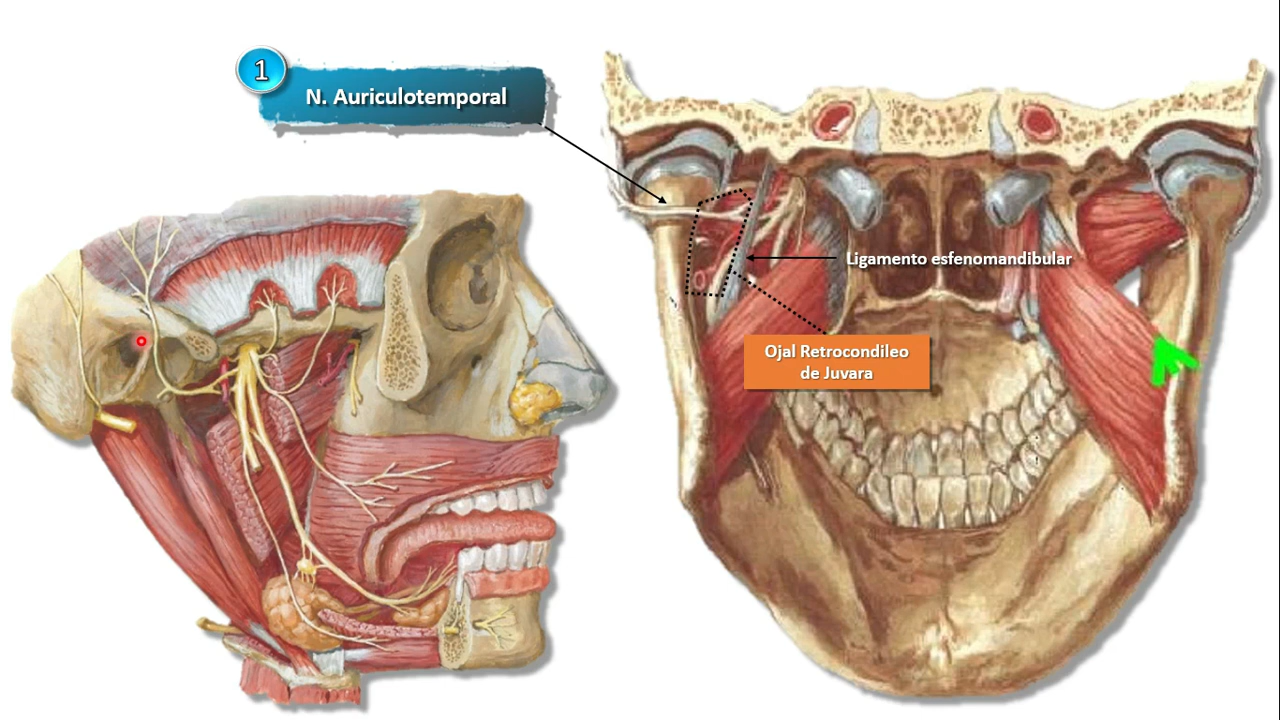 1
N. Auriculotemporal
Ligamento esfenomandibular
Ojal Retrocondileo
de Juvara